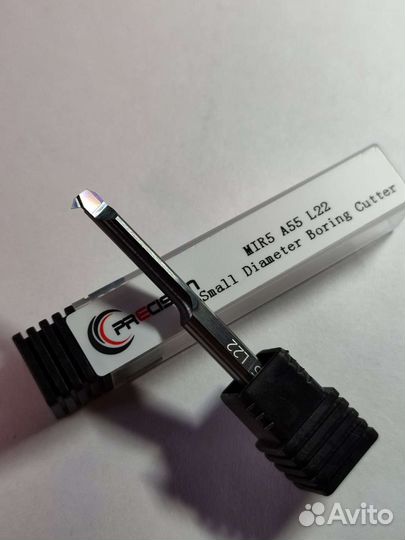 MIR5 A55 L22
Small Diameter Boring Cutter
PRECISION
L22
Avito